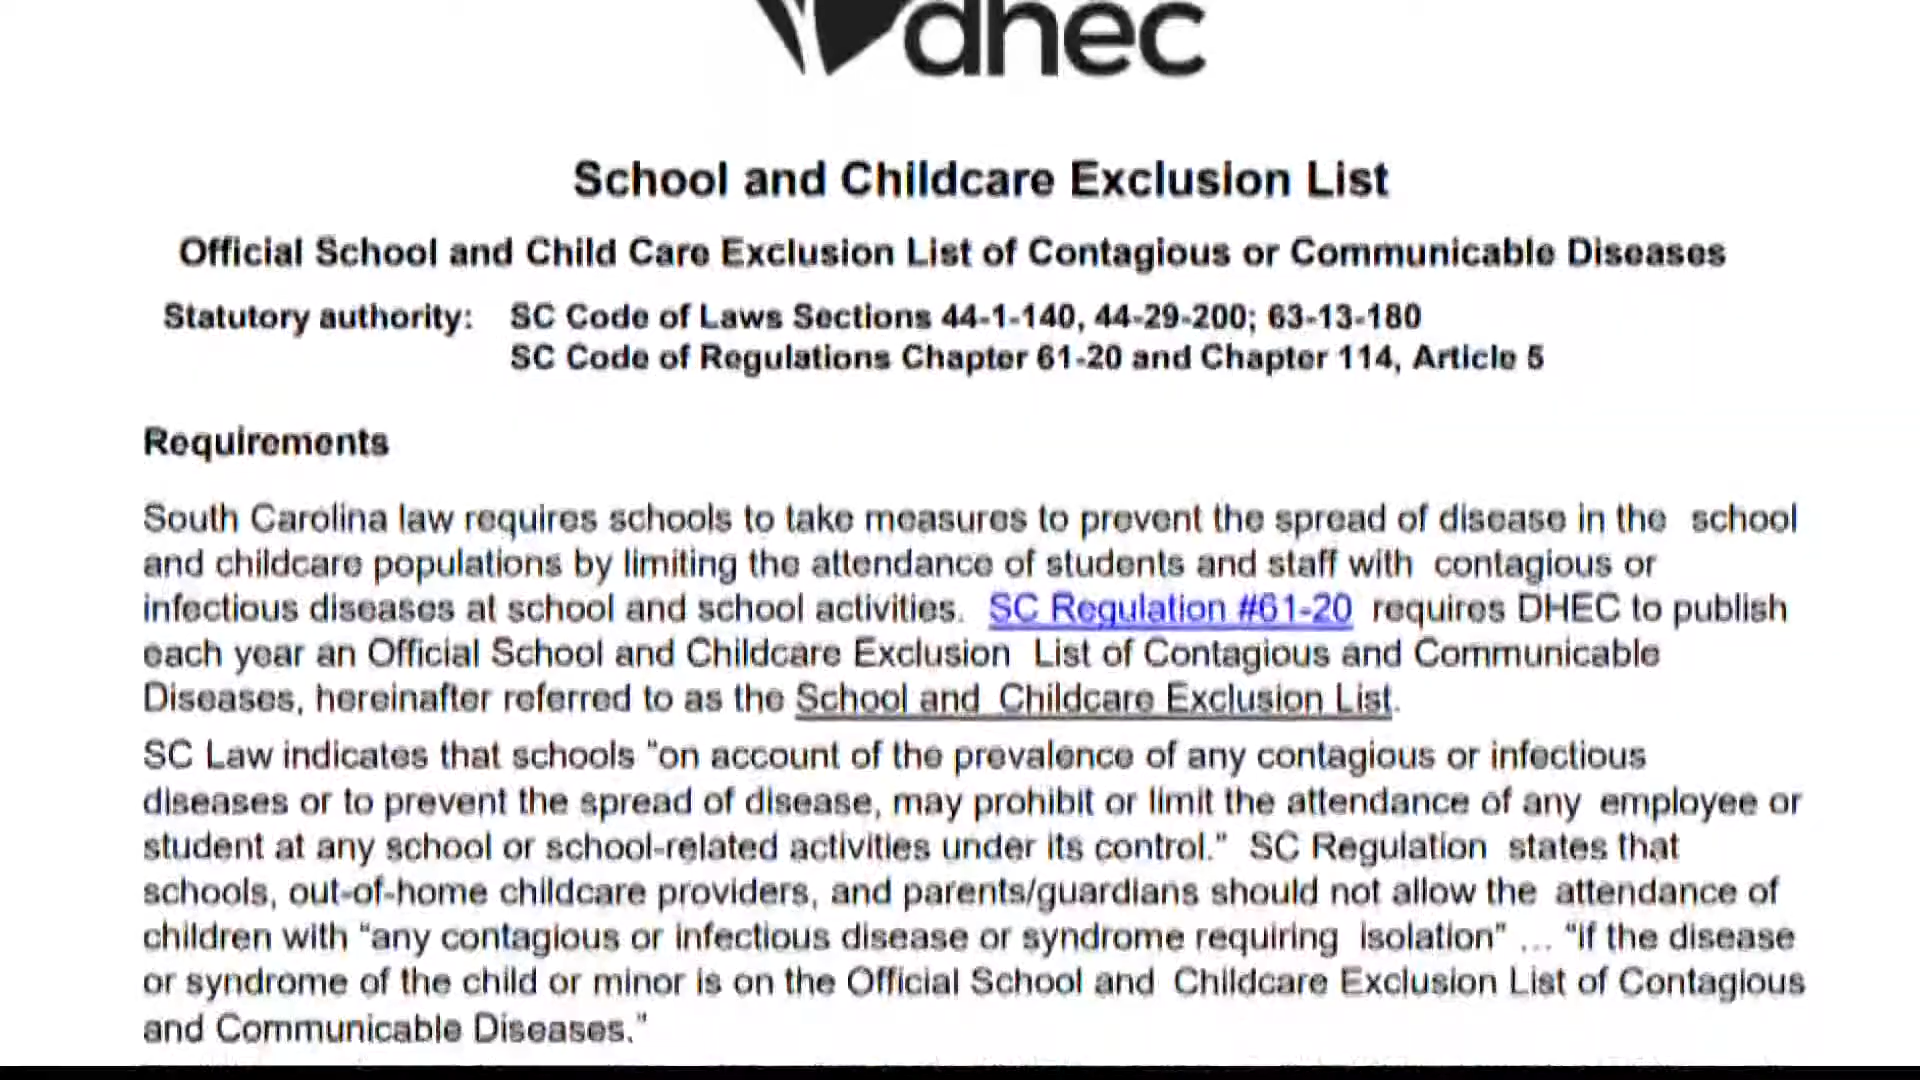 dhec
School and Childcare Exclusion List
Official School and Child Care Exclusion List of Contagious or Communicable Diseases
Statutory authority: SC Code of Laws Sections 44-1-140, 44-29-200; 63-13-180
SC Code of Regulations Chapter 61-20 and Chapter 114, Article 5
Requirements
South Carolina law requires schools to take measures to prevent the spread of disease in the school
and childcare populations by limiting the attendance of students and staff with contagious or
infectious diseases at school and school activities. SC Regulation #61-20 requires DHEC to publish
each year an Official School and Childcare Exclusion List of Contagious and Communicable
Diseases, hereinafter referred to as the School and Childcare Exclusion List.
SC Law indicates that schools "on account of the prevalence of any contagious or infectious
diseases or to prevent the spread of disease, may prohibit or limit the attendance of any employee or
student at any school or school-related activities under its control." SC Regulation states that
schools, out-of-home childcare providers, and parents/guardians should not allow the attendance of
children with "any contagious or infectious disease or syndrome requiring isolation" … "if the disease
or syndrome of the child or minor is on the Official School and Childcare Exclusion List of Contagious
and Communicable Diseases."